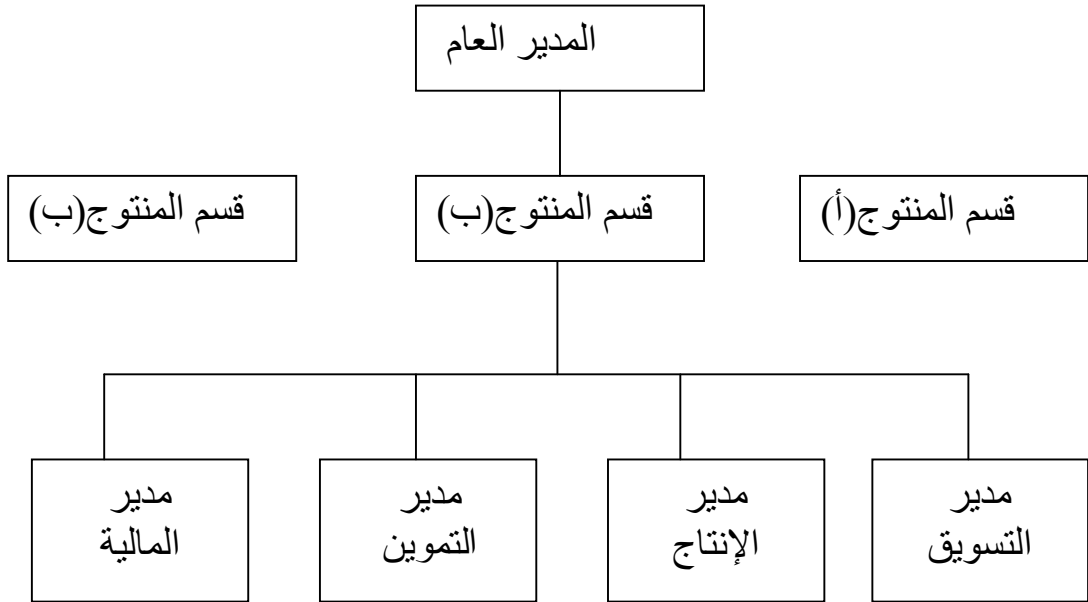 المدير العام
قسم المنتوج(أ)
قسم المنتوج(ب)
قسم المنتوج(ب)
مدير
التسويق
مدير
الإنتاج
مدير
التموين
مدير
المالية